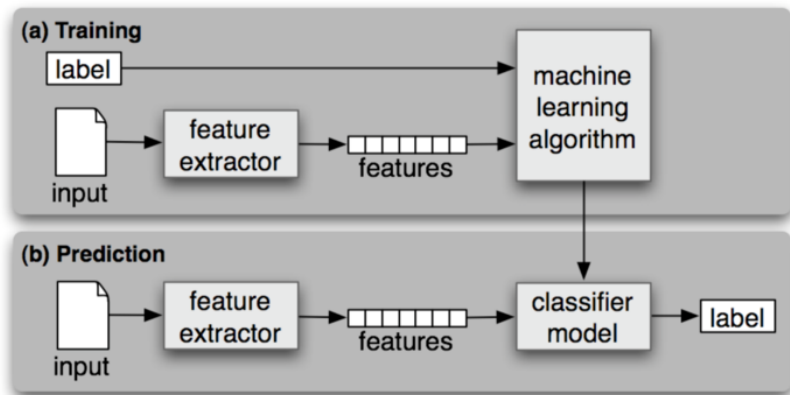 (a) Training
label
machine
learning
algorithm
feature
extractor
features
input
(b) Prediction
feature
extractor
features
classifier
model
label
input